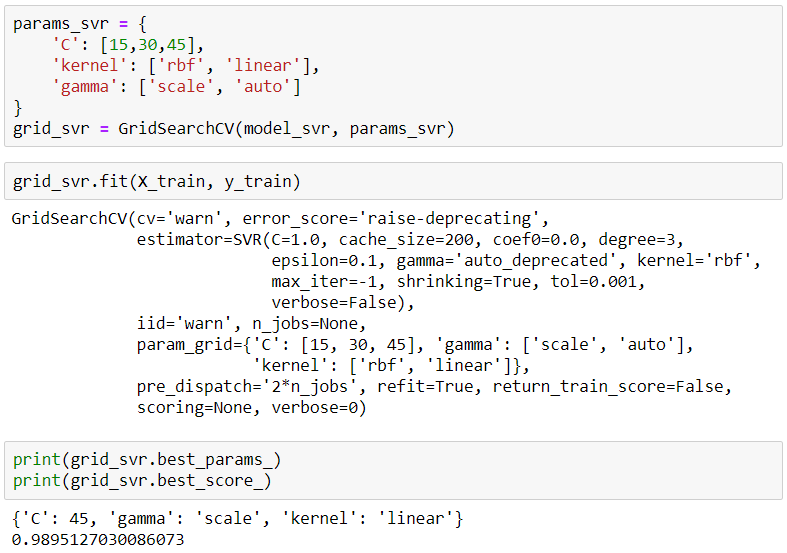 params_svr = {
    'C': [15,30,45],
    'kernel': ['rbf', 'linear'],
    'gamma': ['scale', 'auto']
}
grid_svr = GridSearchCV(model_svr, params_svr)
grid_svr.fit(X_train, y_train)
GridSearchCV(cv='warn', error_score='raise-deprecating',
             estimator=SVR(C=1.0, cache_size=200, coef0=0.0, degree=3,
                           epsilon=0.1, gamma='auto_deprecated', kernel='rbf',
                           max_iter=-1, shrinking=True, tol=0.001,
                           verbose=False),
             iid='warn', n_jobs=None,
             param_grid={'C': [15, 30, 45], 'gamma': ['scale', 'auto'],
                         'kernel': ['rbf', 'linear']},
             pre_dispatch='2*n_jobs', refit=True, return_train_score=False,
             scoring=None, verbose=0)
print(grid_svr.best_params_)
print(grid_svr.best_score_)
{'C': 45, 'gamma': 'scale', 'kernel': 'linear'}
0.9895127030086073